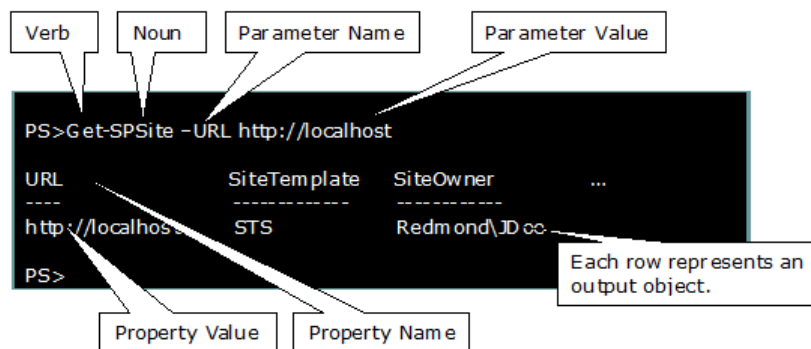 Verb Noun Parameter Name Parameter Value
PS>Get-SPSite –URL http://localhost
URL SiteTemplate SiteOwner ...
---- -------------- -------------
http://localhost STS Redmond\JDoe
PS>
Each row represents an
output object.
Property Value Property Name